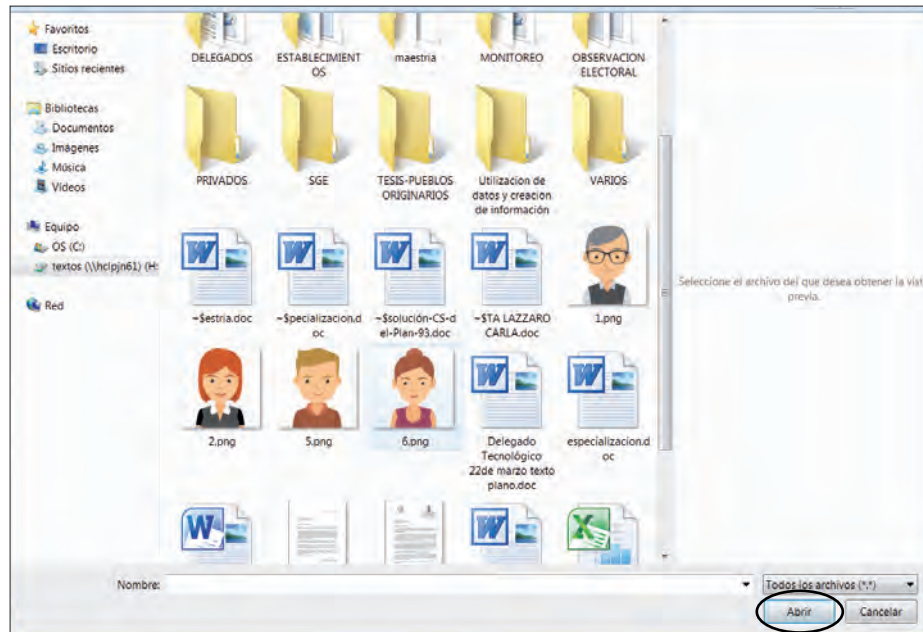 Favoritos
Escritorio
Sitios recientes
Bibliotecas
Documentos
Imágenes
Música
Vídeos
Equipo
OS (C:)
textos (\\hclpjn61) (H:
Red
DELEGADOS
ESTABLECIMIENT
OS
maestria
MONITOREO
OBSERVACION
ELECTORAL
PRIVADOS
SGE
TESIS-PUEBLOS
ORIGINARIOS
Utilizacion de
datos y creacion
de información
VARIOS
~$estria.doc
~$pecializacion.d
oc
~$solución-CS-d
el-Plan-93.doc
~$TA LAZZARO
CARLA.doc
1.png
2.png
5.png
6.png
Delegado
Tecnológico
22de marzo texto
plano.doc
especializacion.d
oc
Seleccione el archivo del que desea obtener la vist
previa.
Nombre:
Todos los archivos (*.*)
Abrir
Cancelar